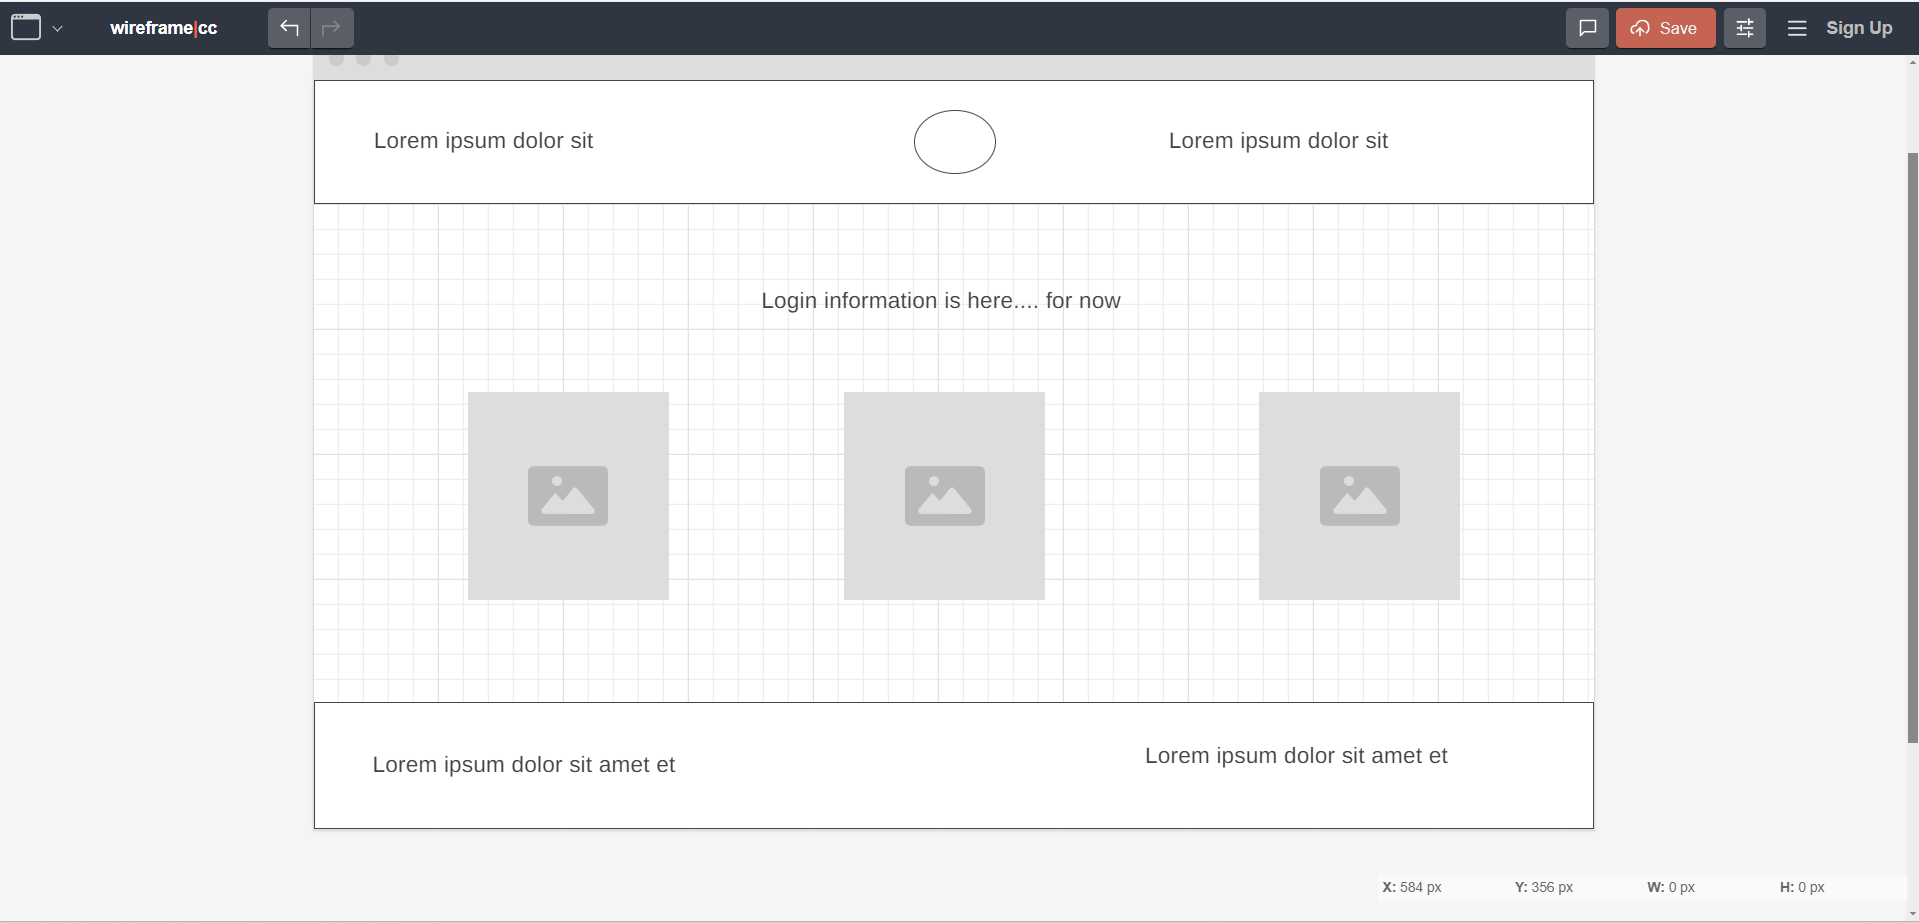 wireframe|cc
Save
Sign Up
Lorem ipsum dolor sit
Lorem ipsum dolor sit
Login information is here.... for now
Lorem ipsum dolor sit amet et
Lorem ipsum dolor sit amet et
X: 584 px Y: 356 px W: 0 px H: 0 px